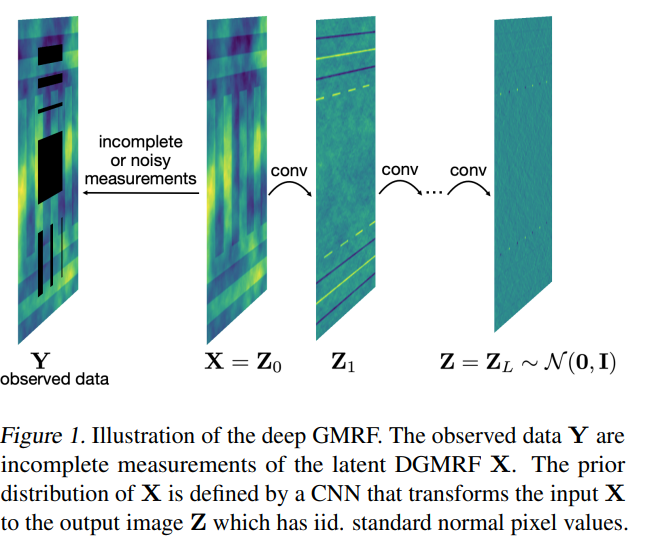 incomplete
or noisy
measurements
conv
conv
conv
...
Y
observed data
X = Z₀
Z₁
Z = Z_L ∼ 𝒩(0, I)
Figure 1. Illustration of the deep GMRF. The observed data Y are
incomplete measurements of the latent DGMRF X. The prior
distribution of X is defined by a CNN that transforms the input X
to the output image Z which has iid. standard normal pixel values.